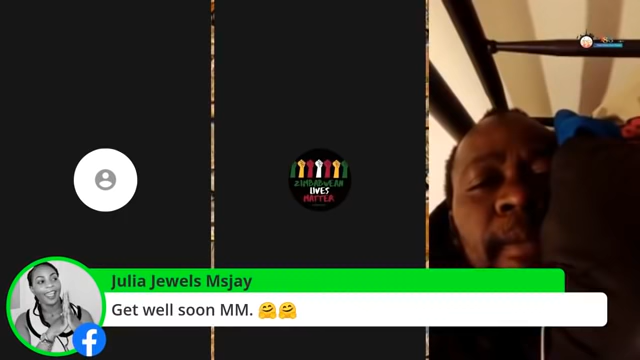 ZIMBABWEAN
LIVES
MATTER
Julia Jewels Msjay
Get well soon MM. 🤗🤗